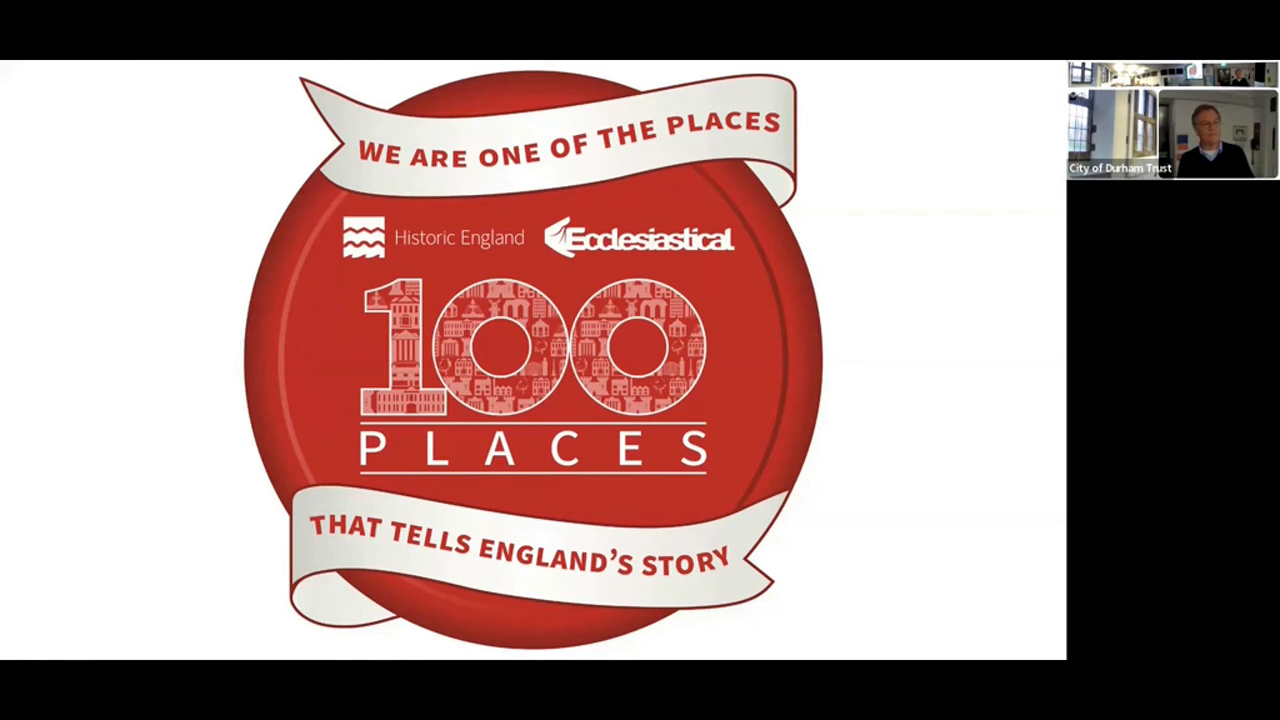 WE ARE ONE OF THE PLACES
Historic England
Ecclesiastical
100
PLACES
THAT TELLS ENGLAND'S STORY
City of Durham Trust